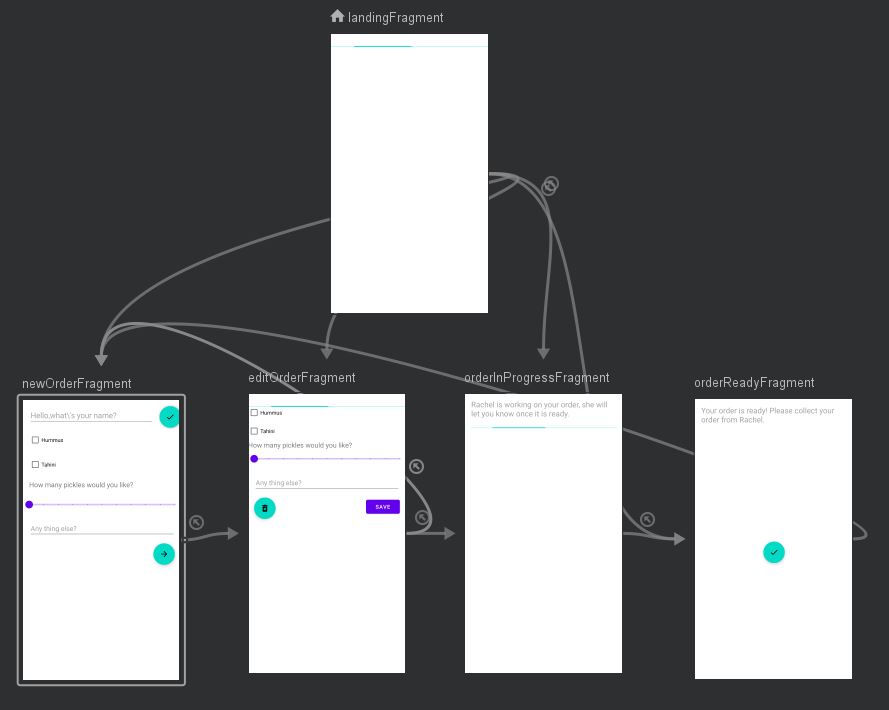 landingFragment
newOrderFragment
editOrderFragment
orderInProgressFragment
orderReadyFragment
Hello,what\'s your name?
Hummus
Tahini
How many pickles would you like?
Any thing else?
Hummus
Tahini
How many pickles would you like?
Any thing else?
SAVE
Rachel is working on your order, she will
let you know once it is ready.
Your order is ready! Please collect your
order from Rachel.